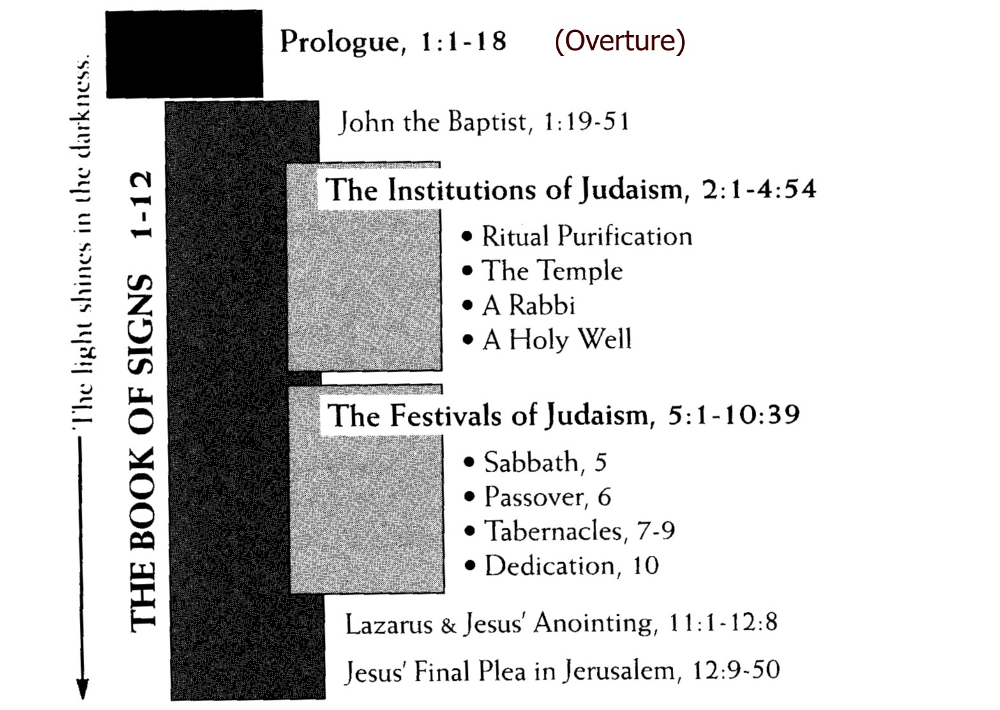 Prologue, 1:1-18 (Overture)
The light shines in the darkness.
THE BOOK OF SIGNS 1-12
John the Baptist, 1:19-51
The Institutions of Judaism, 2:1-4:54
• Ritual Purification
• The Temple
• A Rabbi
• A Holy Well
The Festivals of Judaism, 5:1-10:39
• Sabbath, 5
• Passover, 6
• Tabernacles, 7-9
• Dedication, 10
Lazarus & Jesus' Anointing, 11:1-12:8
Jesus' Final Plea in Jerusalem, 12:9-50